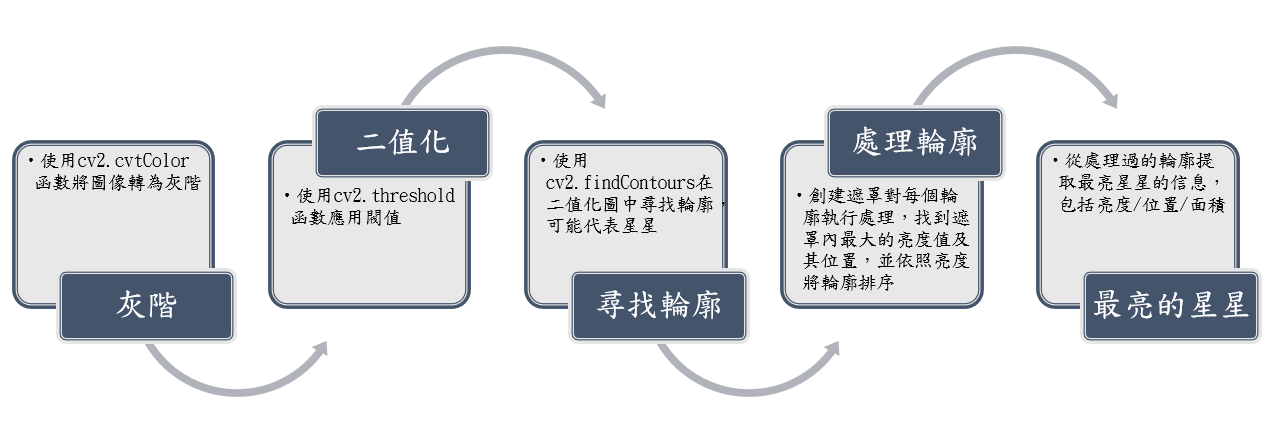 •使用cv2.cvtColor
函數將圖像轉為灰階
灰階
二值化
•使用cv2.threshold
函數應用閾值
•使用
cv2.findContours在
二值化圖中尋找輪廓，
可能代表星星
尋找輪廓
處理輪廓
•創建遮罩對每個輪
廓執行處理，找到遮
罩內最大的亮度值及
其位置，並依照亮度
將輪廓排序
•從處理過的輪廓提
取最亮星星的信息，
包括亮度/位置/面積
最亮的星星